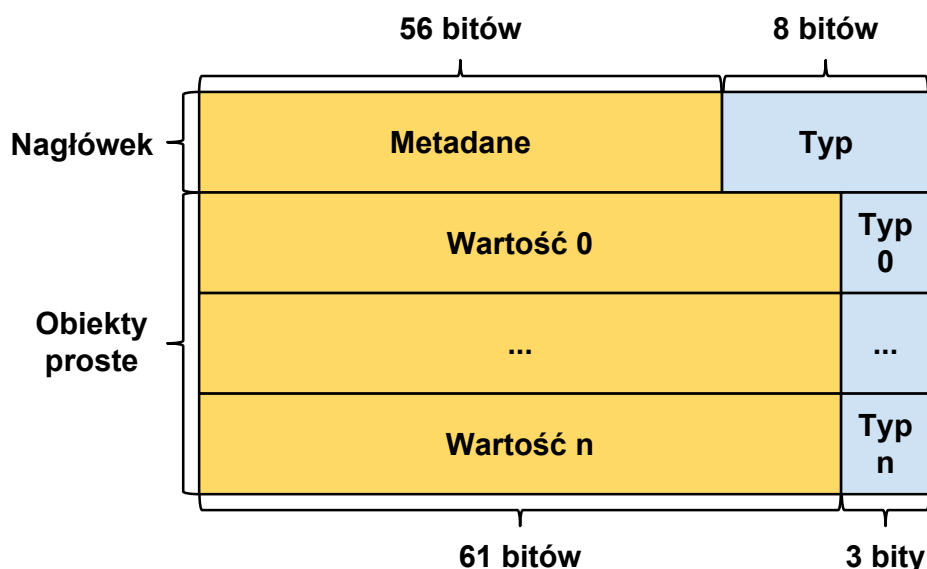 56 bitów
8 bitów
Nagłówek
Metadane
Typ
Wartość 0
Typ
0
Obiekty
proste
...
...
Wartość n
Typ
n
61 bitów
3 bity